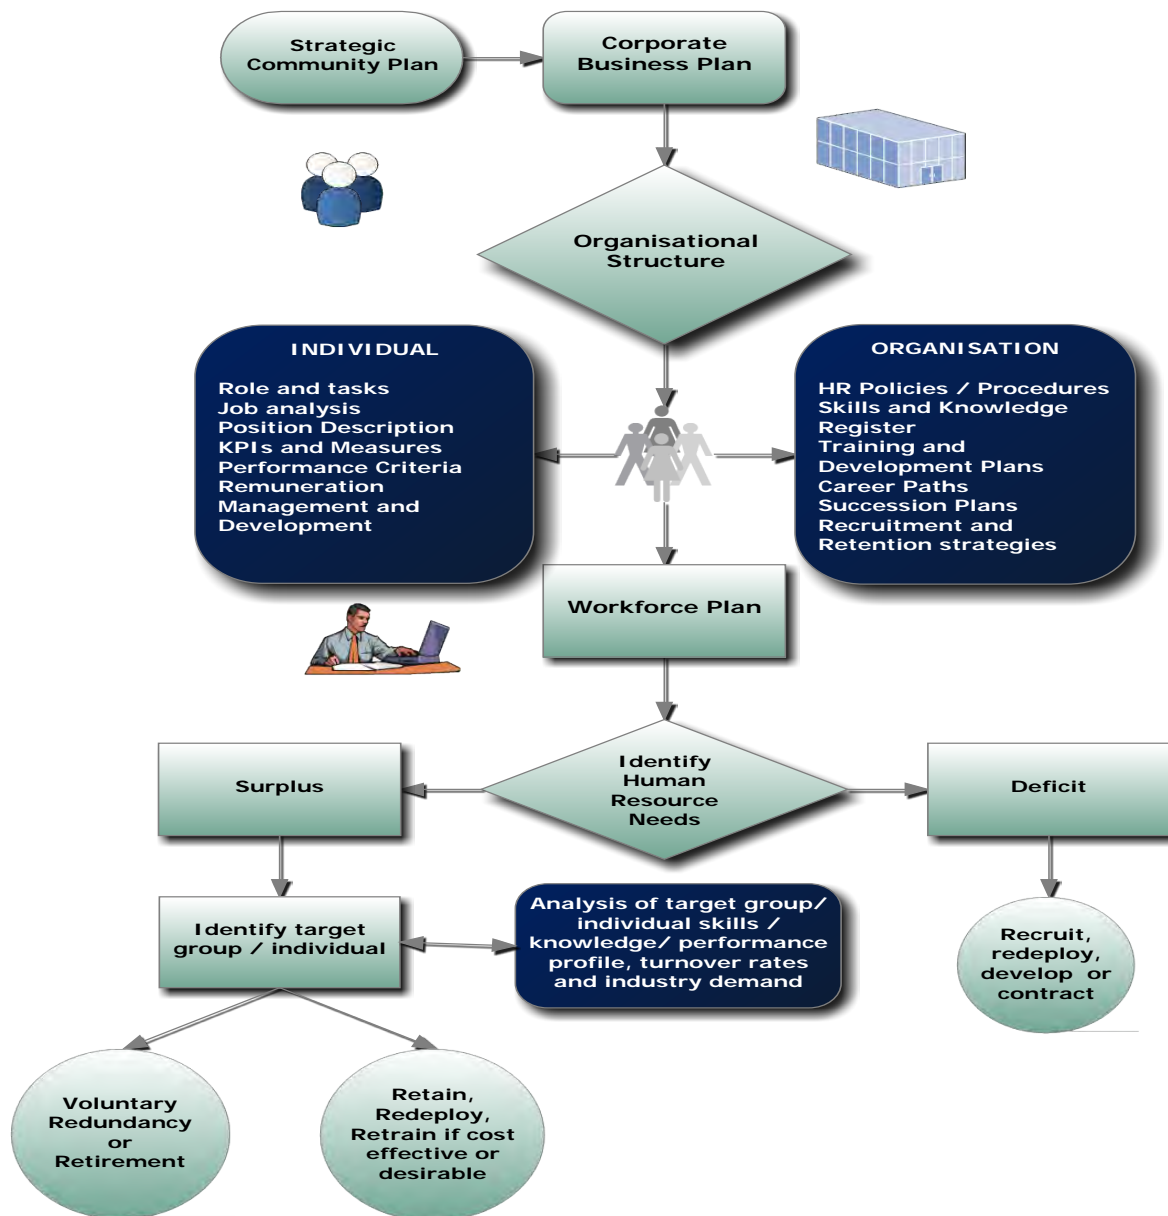 Strategic
Community Plan
Corporate
Business Plan
Organisational
Structure
INDIVIDUAL
Role and tasks
Job analysis
Position Description
KPIs and Measures
Performance Criteria
Remuneration
Management and
Development
ORGANISATION
HR Policies / Procedures
Skills and Knowledge
Register
Training and
Development Plans
Career Paths
Succession Plans
Recruitment and
Retention strategies
Workforce Plan
Identify
Human
Resource
Needs
Surplus
Deficit
Identify target
group / individual
Analysis of target group/
individual skills /
knowledge/ performance
profile, turnover rates
and industry demand
Recruit,
redeploy,
develop or
contract
Voluntary
Redundancy
or
Retirement
Retain,
Redeploy,
Retrain if cost
effective or
desirable